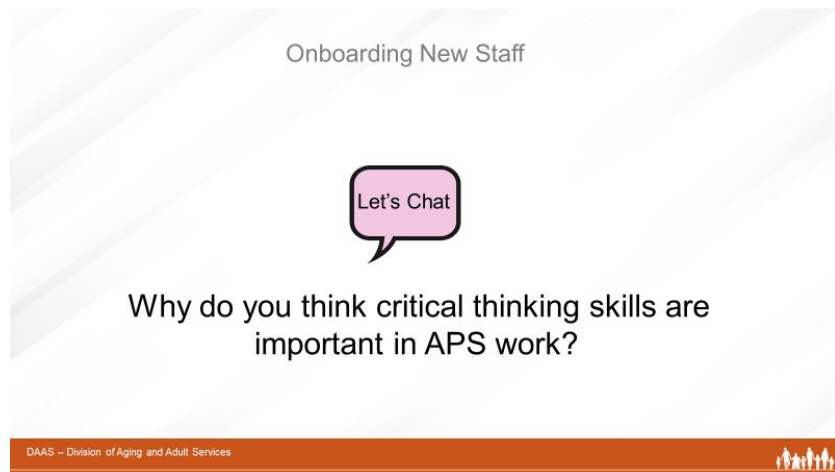 Onboarding New Staff
Let's Chat
Why do you think critical thinking skills are
important in APS work?
DAAS – Division of Aging and Adult Services